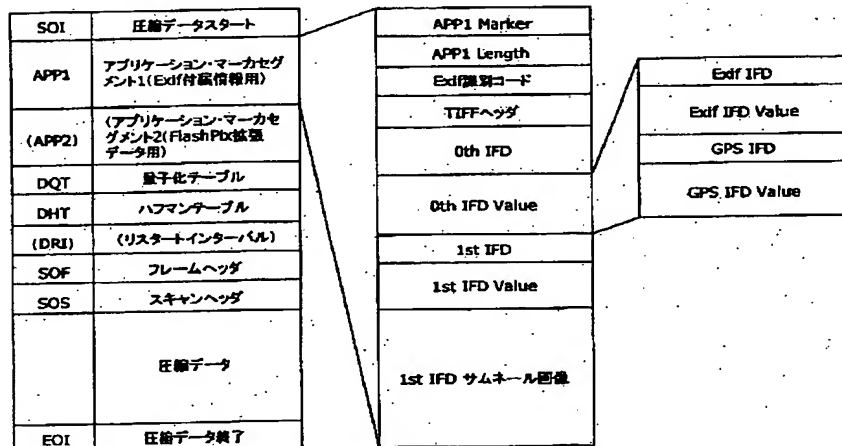 SOI
圧縮データスタート
APP1
アプリケーション・マーカセグ
メント1(Exif付属情報用)
(APP2)
(アプリケーション・マーカセ
グメント2(FlashPix拡張
データ用)
DQT
量子化テーブル
DHT
ハフマンテーブル
(DRI)
(リスタートインターバル)
SOF
フレームヘッダ
SOS
スキャンヘッダ
圧縮データ
EOI
圧縮データ終了
APP1 Marker
APP1 Length
Exif識別コード
TIFFヘッダ
0th IFD
0th IFD Value
1st IFD
1st IFD Value
1st IFD サムネール画像
Exif IFD
Exif IFD Value
GPS IFD
GPS IFD Value